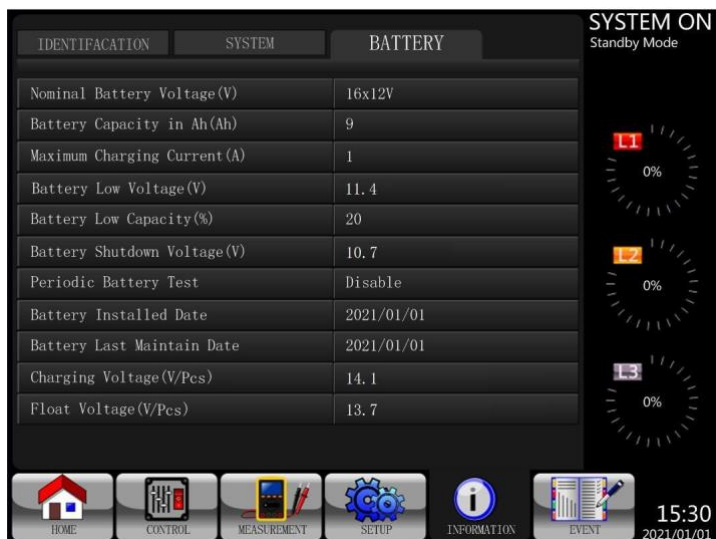 IDENTIFACATION SYSTEM BATTERY
SYSTEM ON
Standby Mode
Nominal Battery Voltage(V) 16x12V
Battery Capacity in Ah(Ah) 9
Maximum Charging Current(A) 1
Battery Low Voltage(V) 11.4
Battery Low Capacity(%) 20
Battery Shutdown Voltage(V) 10.7
Periodic Battery Test Disable
Battery Installed Date 2021/01/01
Battery Last Maintain Date 2021/01/01
Charging Voltage(V/Pcs) 14.1
Float Voltage(V/Pcs) 13.7
L1
0%
L2
0%
L3
0%
HOME CONTROL MEASUREMENT SETUP INFORMATION EVENT
15:30
2021/01/01